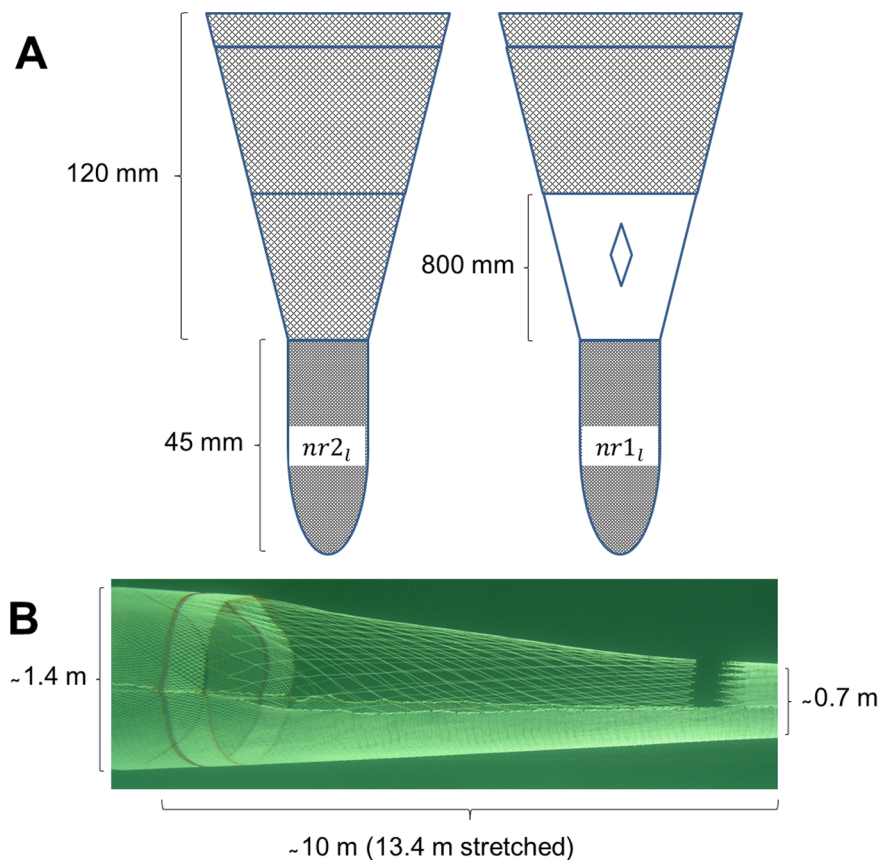 A
120 mm
800 mm
45 mm
nr2l
nr1l
B
~1.4 m
~0.7 m
~10 m (13.4 m stretched)